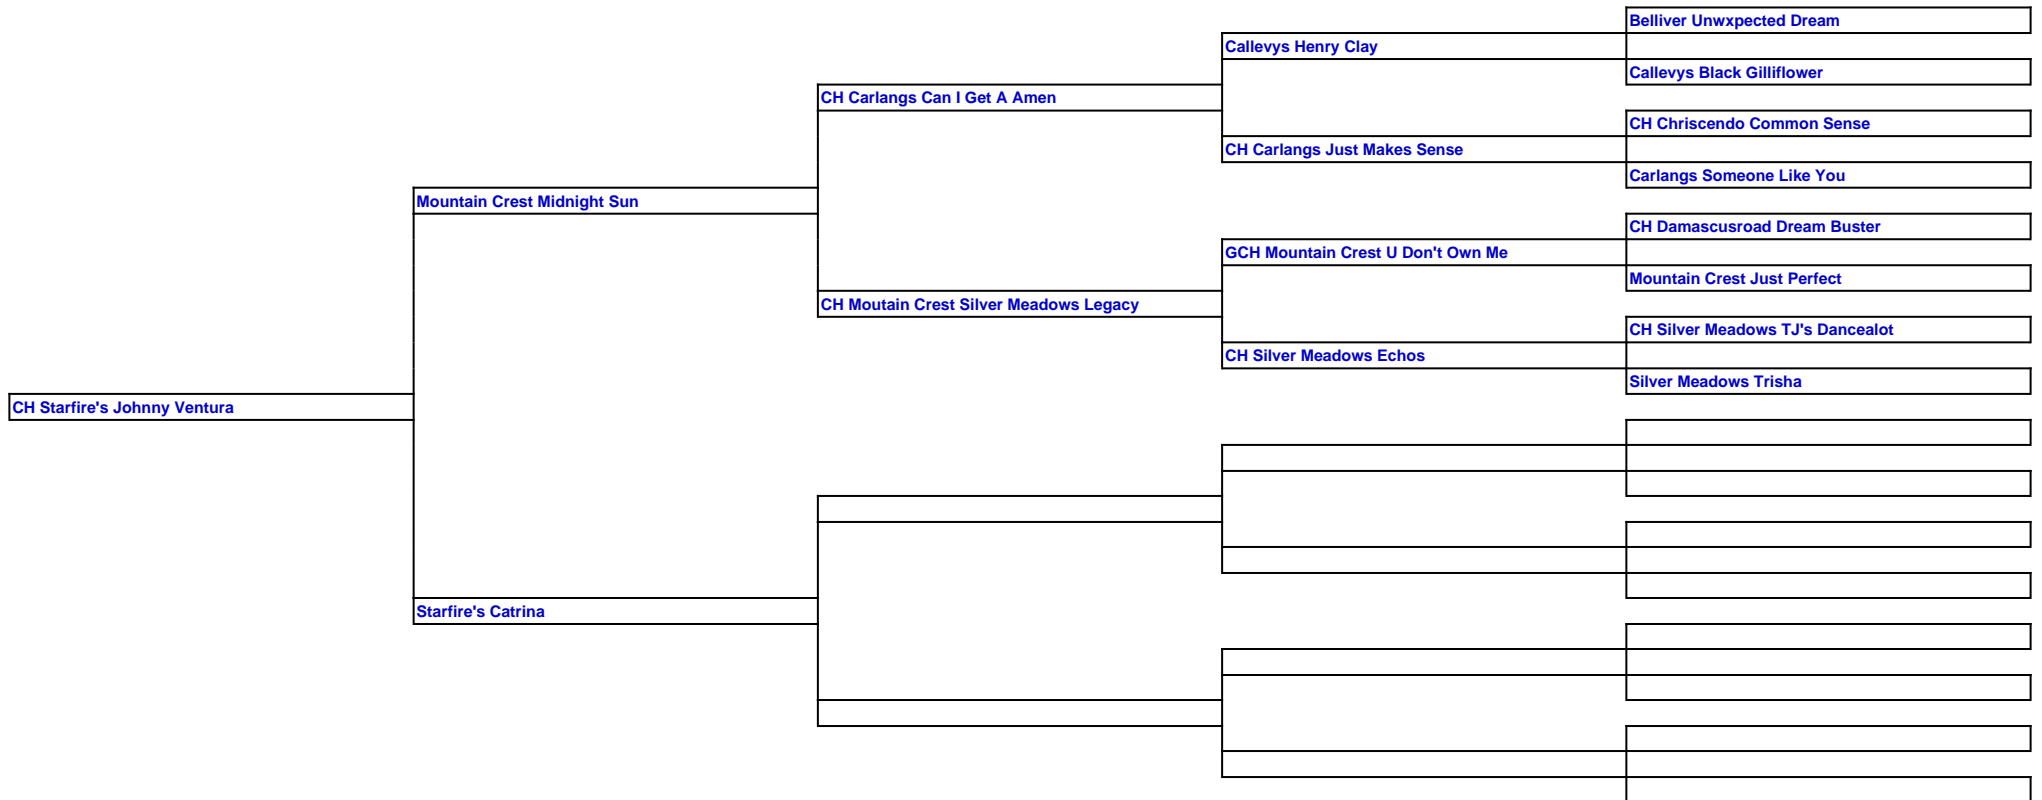 Belliver Unwxpected Dream
Callevys Henry Clay
Callevys Black Gilliflower
CH Carlangs Can I Get A Amen
CH Chriscendo Common Sense
CH Carlangs Just Makes Sense
Carlangs Someone Like You
Mountain Crest Midnight Sun
CH Damascusroad Dream Buster
GCH Mountain Crest U Don't Own Me
Mountain Crest Just Perfect
CH Moutain Crest Silver Meadows Legacy
CH Silver Meadows TJ's Dancealot
CH Silver Meadows Echos
Silver Meadows Trisha
CH Starfire's Johnny Ventura
Starfire's Catrina